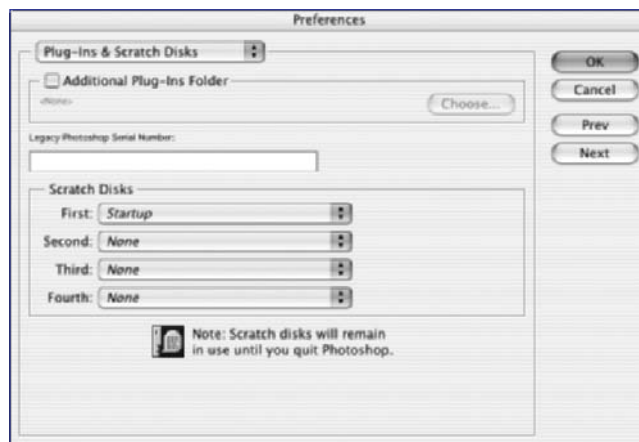 Preferences
Plug-Ins & Scratch Disks
Additional Plug-Ins Folder
<None>
Choose...
Legacy Photoshop Serial Number:
Scratch Disks
First: Startup
Second: None
Third: None
Fourth: None
Note: Scratch disks will remain
in use until you quit Photoshop.
OK
Cancel
Prev
Next